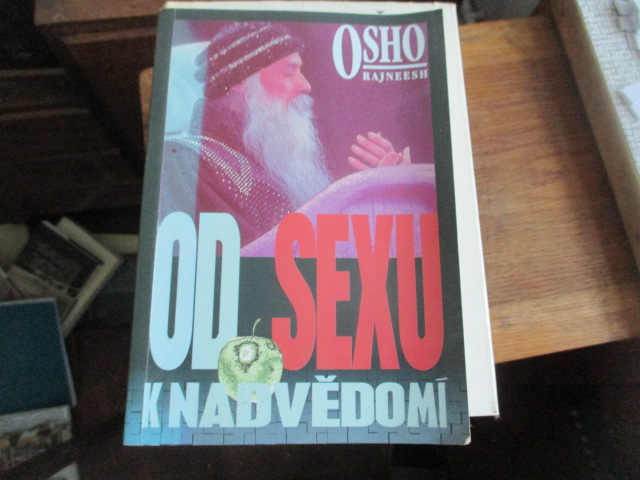 OSHO
RAJNEESH
OD SEXU
K NADVĚDOMÍ